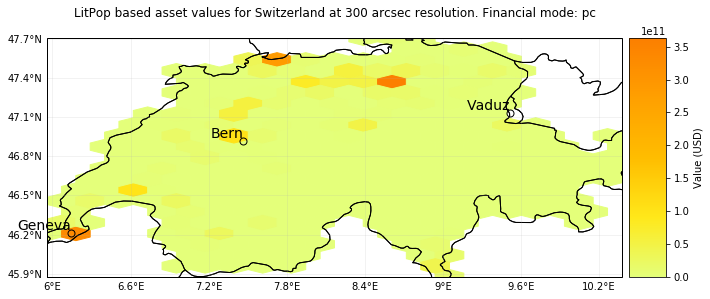 LitPop based asset values for Switzerland at 300 arcsec resolution. Financial mode: pc
1e11
47.7°N
47.4°N
47.1°N
46.8°N
46.5°N
46.2°N
45.9°N
Vaduz
Bern
Geneva
3.5
3.0
2.5
2.0
1.5
1.0
0.5
0.0
Value (USD)
6°E
6.6°E
7.2°E
7.8°E
8.4°E
9°E
9.6°E
10.2°E